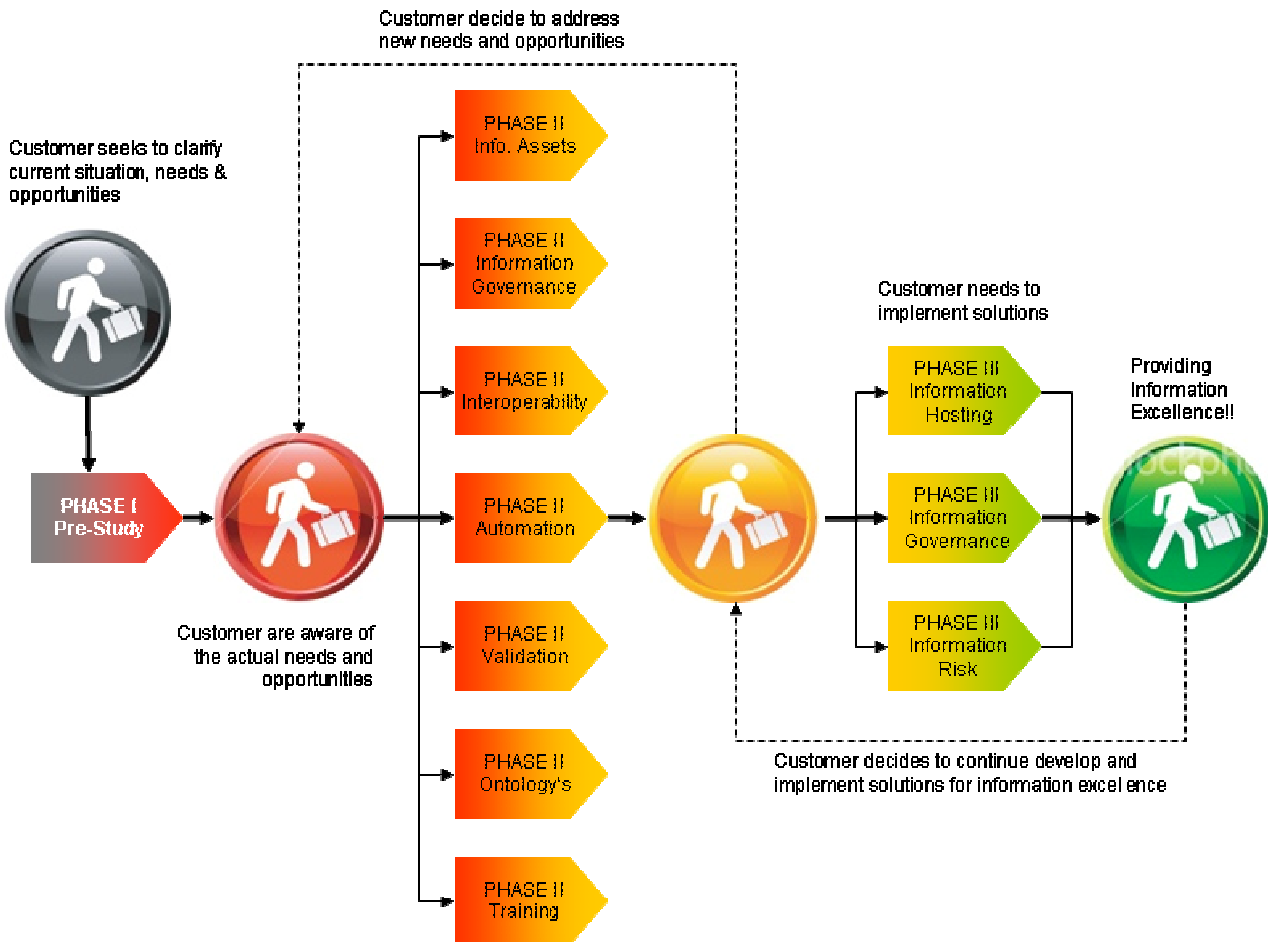 Customer decide to address
new needs and opportunities
Customer seeks to clarify
current situation, needs &
opportunities
PHASE I
Pre-Study
Customer are aware of
the actual needs and
opportunities
PHASE II
Info. Assets
PHASE II
Information
Governance
PHASE II
Interoperability
PHASE II
Automation
PHASE II
Validation
PHASE II
Ontology's
PHASE II
Training
Customer needs to
implement solutions
PHASE III
Information
Hosting
PHASE III
Information
Governance
PHASE III
Information
Risk
Providing
Information
Excellence!!
Customer decides to continue develop and
implement solutions for information excellence